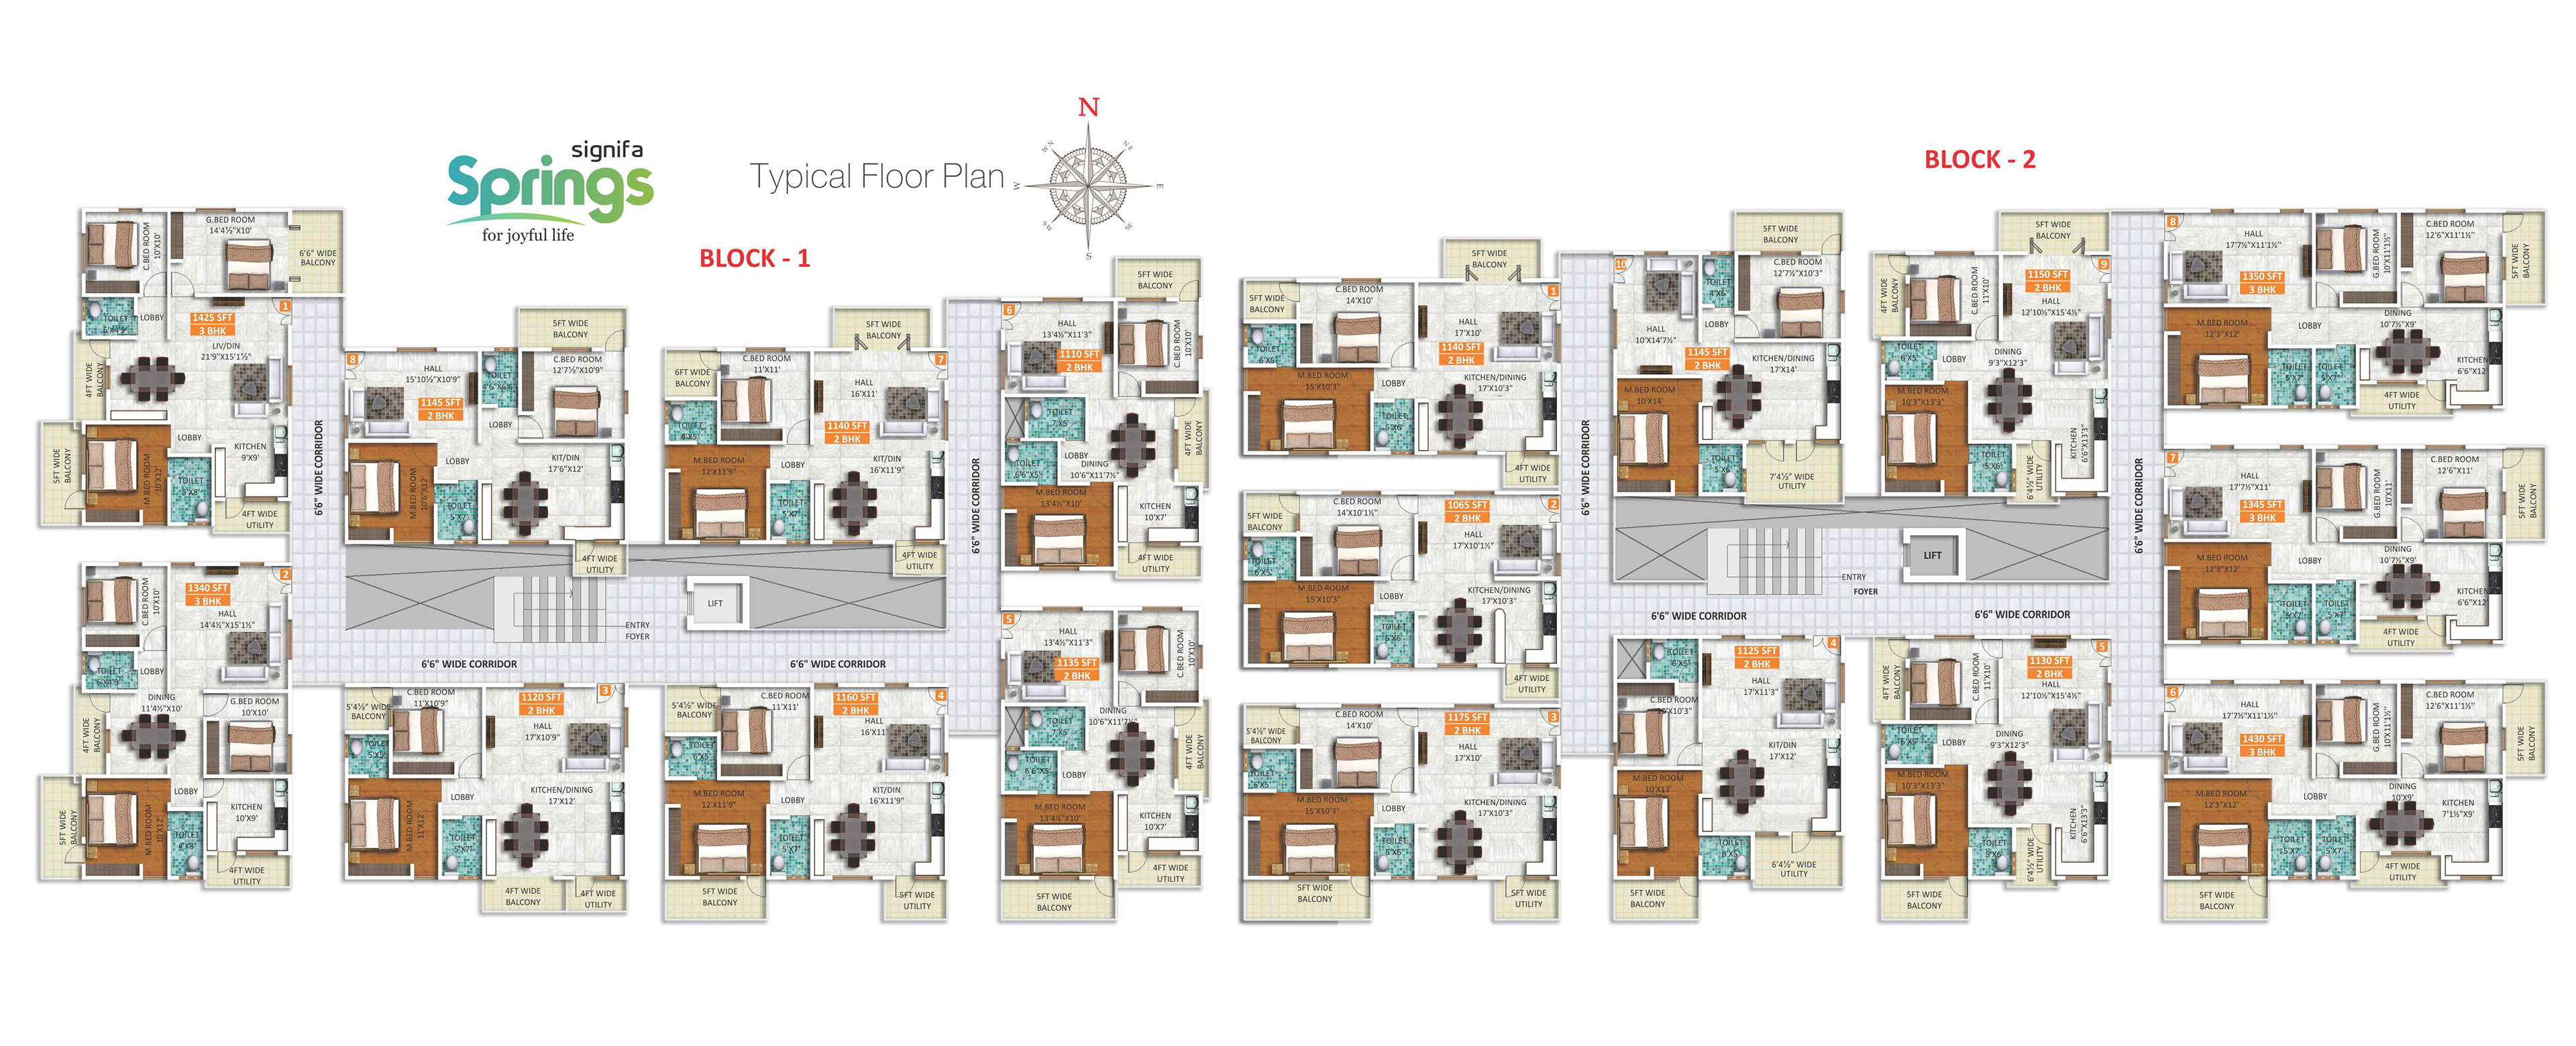 signifa
Springs
for joyful life
Typical Floor Plan
N
NE
E
SE
S
SW
W
WN
BLOCK - 1
1
1425 SFT
3 BHK
C.BED ROOM
10'X10'
G.BED ROOM
14'4½"X10'
6'6" WIDE
BALCONY
LOBBY
LIV/DIN
21'9"X15'1½"
4FT WIDE
BALCONY
5FT WIDE
BALCONY
M.BED ROOM
10'X12'
LOBBY
TOILET
5'X8'
KITCHEN
9'X9'
4FT WIDE
UTILITY
2
1340 SFT
3 BHK
C.BED ROOM
10'X10'
HALL
14'4½"X15'1½"
LOBBY
DINING
11'4½"X10'
G.BED ROOM
10'X10'
4FT WIDE
BALCONY
5FT WIDE
BALCONY
M.BED ROOM
10'X12'
LOBBY
TOILET
4'X8'
KITCHEN
10'X9'
4FT WIDE
UTILITY
6'6" WIDE CORRIDOR
8
1145 SFT
2 BHK
HALL
15'10½"X10'9"
TOILET
4'6"X6'6"
LOBBY
5FT WIDE
BALCONY
C.BED ROOM
12'7½"X10'9"
M.BED ROOM
10'6"X12'
LOBBY
TOILET
5'X7'
KIT/DIN
17'6"X12'
4FT WIDE
UTILITY
7
1140 SFT
2 BHK
6FT WIDE
BALCONY
C.BED ROOM
11'X11'
5FT WIDE
BALCONY
HALL
16'X11'
TOILET
6'X5'
M.BED ROOM
12'X11'9"
LOBBY
TOILET
5'X7'
KIT/DIN
16'X11'9"
4FT WIDE
UTILITY
LIFT
ENTRY
FOYER
6'6" WIDE CORRIDOR
6'6" WIDE CORRIDOR
6'6" WIDE CORRIDOR
3
1120 SFT
2 BHK
5'4½" WIDE
BALCONY
C.BED ROOM
11'X10'9"
HALL
17'X10'9"
TOILET
5'X5'
M.BED ROOM
11'X12'
LOBBY
TOILET
5'X7'
KITCHEN/DINING
17'X12'
4FT WIDE
BALCONY
4FT WIDE
UTILITY
4
1160 SFT
2 BHK
5'4½" WIDE
BALCONY
C.BED ROOM
11'X11'
HALL
16'X11'
TOILET
6'X5'
M.BED ROOM
12'X11'9"
LOBBY
TOILET
5'X7'
KIT/DIN
16'X11'9"
5FT WIDE
BALCONY
5FT WIDE
UTILITY
6
1110 SFT
2 BHK
5FT WIDE
BALCONY
HALL
13'4½"X11'3"
C.BED ROOM
10'X10'
TOILET
7'X5'
LOBBY
TOILET
6'6"X5'
DINING
10'6"X11'7½"
4FT WIDE
BALCONY
M.BED ROOM
13'4½"X10'
KITCHEN
10'X7'
4FT WIDE
UTILITY
5
1135 SFT
2 BHK
HALL
13'4½"X11'3"
C.BED ROOM
10'X10'
DINING
10'6"X11'7½"
TOILET
7'X5'
TOILET
6'6"X5'
LOBBY
4FT WIDE
BALCONY
M.BED ROOM
13'4½"X10'
KITCHEN
10'X7'
4FT WIDE
UTILITY
5FT WIDE
BALCONY
BLOCK - 2
1
1140 SFT
2 BHK
5FT WIDE
BALCONY
5FT WIDE
BALCONY
C.BED ROOM
14'X10'
HALL
17'X10'
TOILET
6'X6'
M.BED ROOM
15'X10'3"
LOBBY
TOILET
5'X6'
KITCHEN/DINING
17'X10'3"
4FT WIDE
UTILITY
2
1065 SFT
2 BHK
5FT WIDE
BALCONY
C.BED ROOM
14'X10'1½"
HALL
17'X10'1½"
TOILET
6'X5'
M.BED ROOM
15'X10'3"
LOBBY
TOILET
5'X6'
KITCHEN/DINING
17'X10'3"
4FT WIDE
UTILITY
3
1175 SFT
2 BHK
5'4½" WIDE
BALCONY
C.BED ROOM
14'X10'
HALL
17'X10'
TOILET
6'X5'
M.BED ROOM
15'X10'3"
LOBBY
TOILET
5'X6'
KITCHEN/DINING
17'X10'3"
5FT WIDE
BALCONY
5FT WIDE
UTILITY
6'6" WIDE CORRIDOR
10
1145 SFT
2 BHK
5FT WIDE
BALCONY
TOILET
4'X6'
C.BED ROOM
12'7½"X10'3"
LOBBY
HALL
10'X14'7½"
KITCHEN/DINING
17'X14'
M.BED ROOM
10'X14'
TOILET
5'X6'
7'4½" WIDE
UTILITY
9
1150 SFT
2 BHK
5FT WIDE
BALCONY
4FT WIDE
BALCONY
C.BED ROOM
11'X10'
HALL
12'10½"X15'4½"
TOILET
6'X5'
LOBBY
DINING
9'3"X12'3"
M.BED ROOM
10'3"X13'3"
TOILET
5'X6'
6'4½" WIDE
UTILITY
KITCHEN
6'6"X13'3"
LIFT
ENTRY
FOYER
6'6" WIDE CORRIDOR
6'6" WIDE CORRIDOR
6'6" WIDE CORRIDOR
4
1125 SFT
2 BHK
TOILET
6'X5'
HALL
17'X11'3"
C.BED ROOM
10'X10'3"
KIT/DIN
17'X12'
M.BED ROOM
10'X13'
TOILET
6'X5'
6'4½" WIDE
UTILITY
5FT WIDE
BALCONY
5
1130 SFT
2 BHK
4FT WIDE
BALCONY
C.BED ROOM
11'X10'
HALL
12'10½"X15'4½"
TOILET
6'X5'
LOBBY
DINING
9'3"X12'3"
M.BED ROOM
10'3"X13'3"
TOILET
5'X6'
6'4½" WIDE
UTILITY
KITCHEN
6'6"X13'3"
5FT WIDE
BALCONY
8
1350 SFT
3 BHK
HALL
17'7½"X11'1½"
G.BED ROOM
10'X11'1½"
C.BED ROOM
12'6"X11'1½"
5FT WIDE
BALCONY
M.BED ROOM
12'3"X12'
LOBBY
DINING
10'7½"X9'
TOILET
5'X7'
TOILET
5'X7'
KITCHEN
6'6"X12'
4FT WIDE
UTILITY
7
1345 SFT
3 BHK
HALL
17'7½"X11'
G.BED ROOM
10'X11'
C.BED ROOM
12'6"X11'
5FT WIDE
BALCONY
M.BED ROOM
12'3"X12'
LOBBY
DINING
10'7½"X9'
TOILET
5'X7'
TOILET
5'X7'
KITCHEN
6'6"X12'
4FT WIDE
UTILITY
6
1430 SFT
3 BHK
HALL
17'7½"X11'1½"
G.BED ROOM
10'X11'1½"
C.BED ROOM
12'6"X11'1½"
5FT WIDE
BALCONY
M.BED ROOM
12'3"X12'
LOBBY
DINING
10'X9'
TOILET
5'X7'
TOILET
5'X7'
KITCHEN
7'1½"X9'
4FT WIDE
UTILITY
5FT WIDE
BALCONY